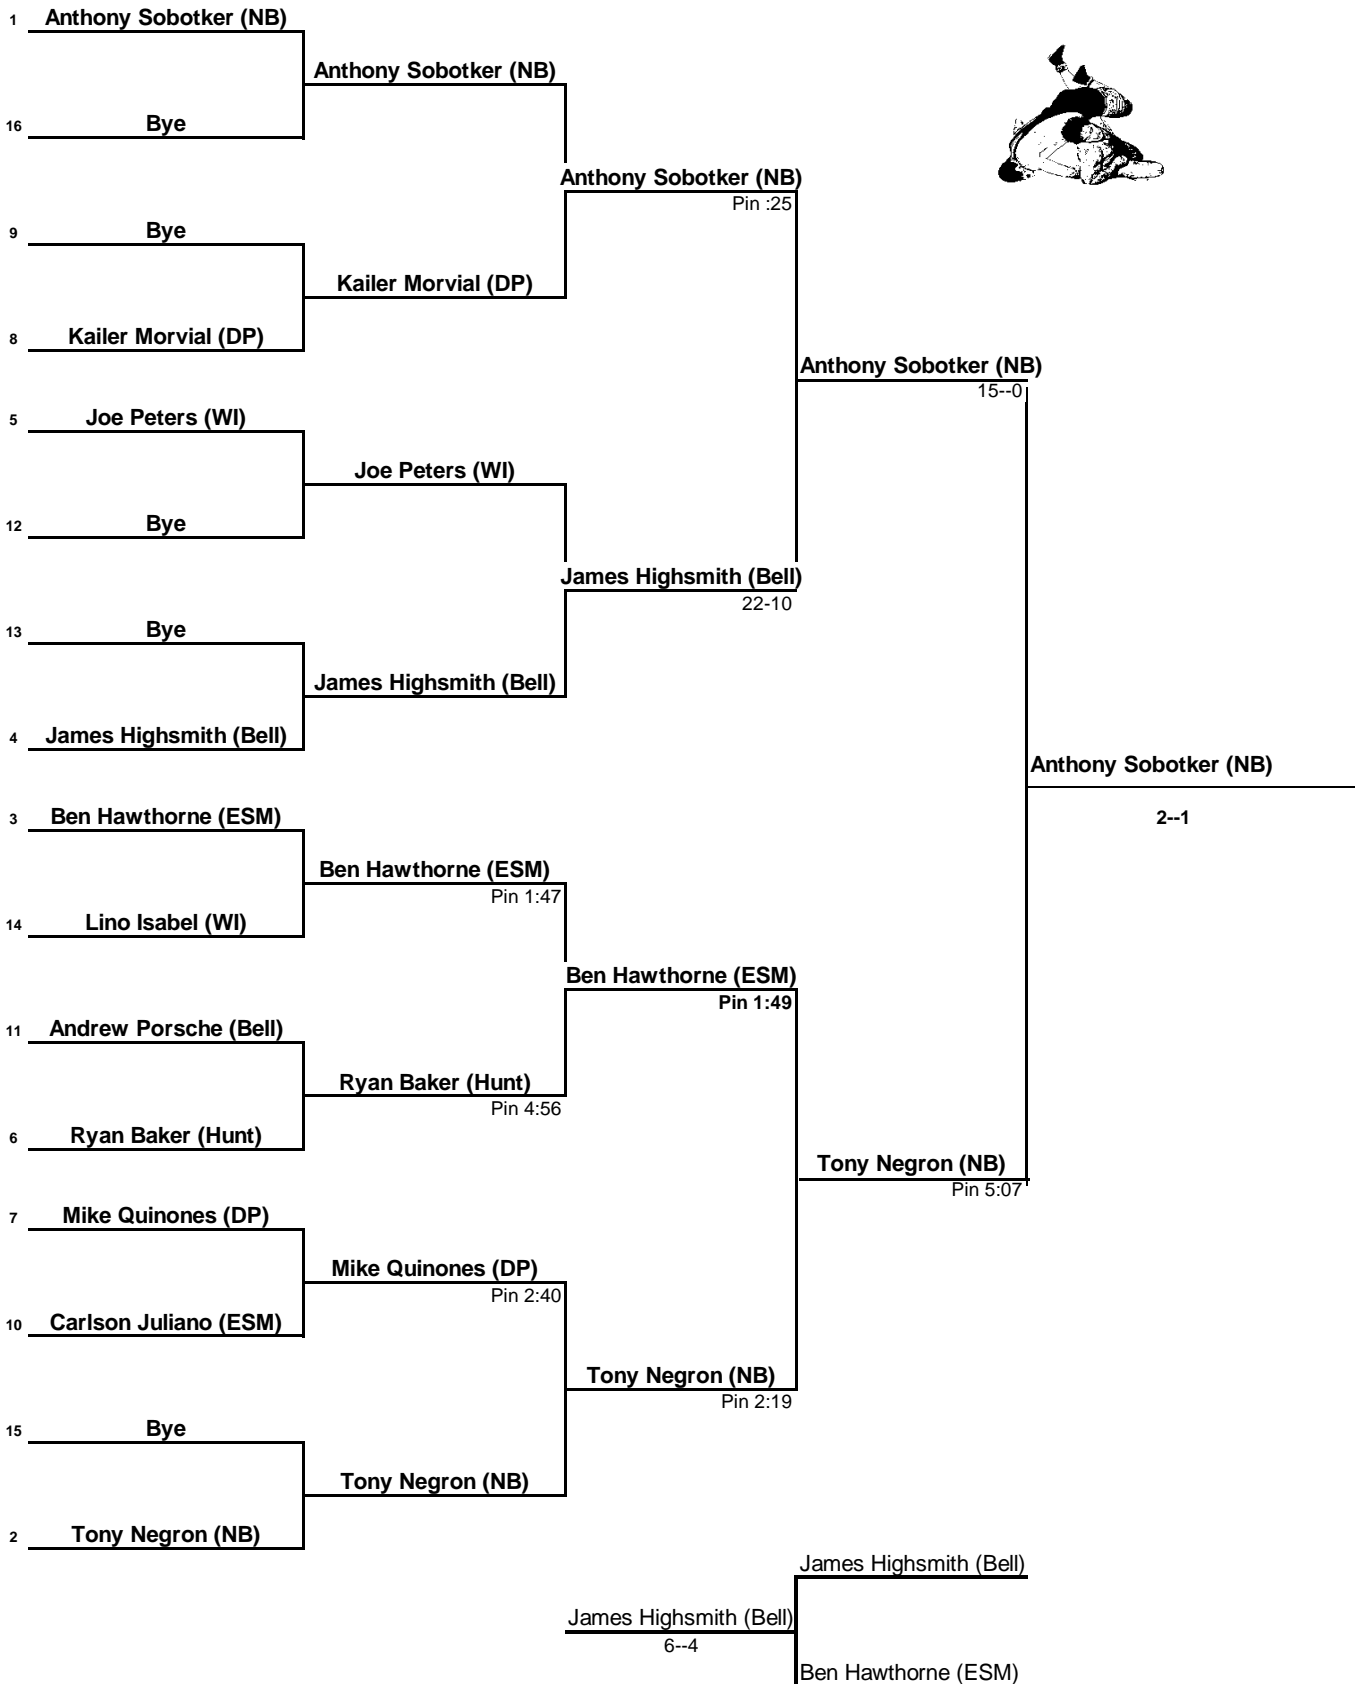 1 Anthony Sobotker (NB)
Anthony Sobotker (NB)
16 Bye
Anthony Sobotker (NB)
Pin :25
9 Bye
Kailer Morvial (DP)
8 Kailer Morvial (DP)
Anthony Sobotker (NB)
15--0
5 Joe Peters (WI)
Joe Peters (WI)
12 Bye
James Highsmith (Bell)
22-10
13 Bye
James Highsmith (Bell)
4 James Highsmith (Bell)
Anthony Sobotker (NB)
2--1
3 Ben Hawthorne (ESM)
Ben Hawthorne (ESM)
Pin 1:47
14 Lino Isabel (WI)
Ben Hawthorne (ESM)
Pin 1:49
11 Andrew Porsche (Bell)
Ryan Baker (Hunt)
Pin 4:56
6 Ryan Baker (Hunt)
Tony Negron (NB)
Pin 5:07
7 Mike Quinones (DP)
Mike Quinones (DP)
Pin 2:40
10 Carlson Juliano (ESM)
Tony Negron (NB)
Pin 2:19
15 Bye
Tony Negron (NB)
2 Tony Negron (NB)
James Highsmith (Bell)
James Highsmith (Bell)
6--4
Ben Hawthorne (ESM)